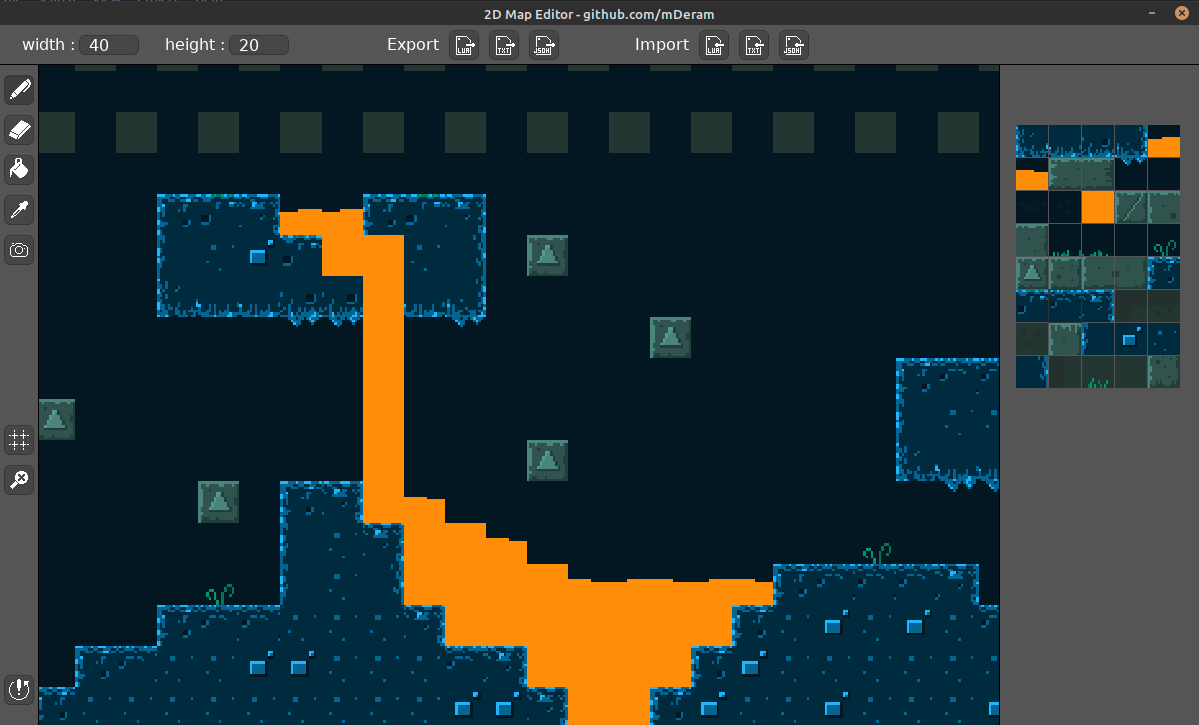 2D Map Editor - github.com/mDeram
width : 40 height : 20 Export LUA TXT JSON Import LUA TXT JSON